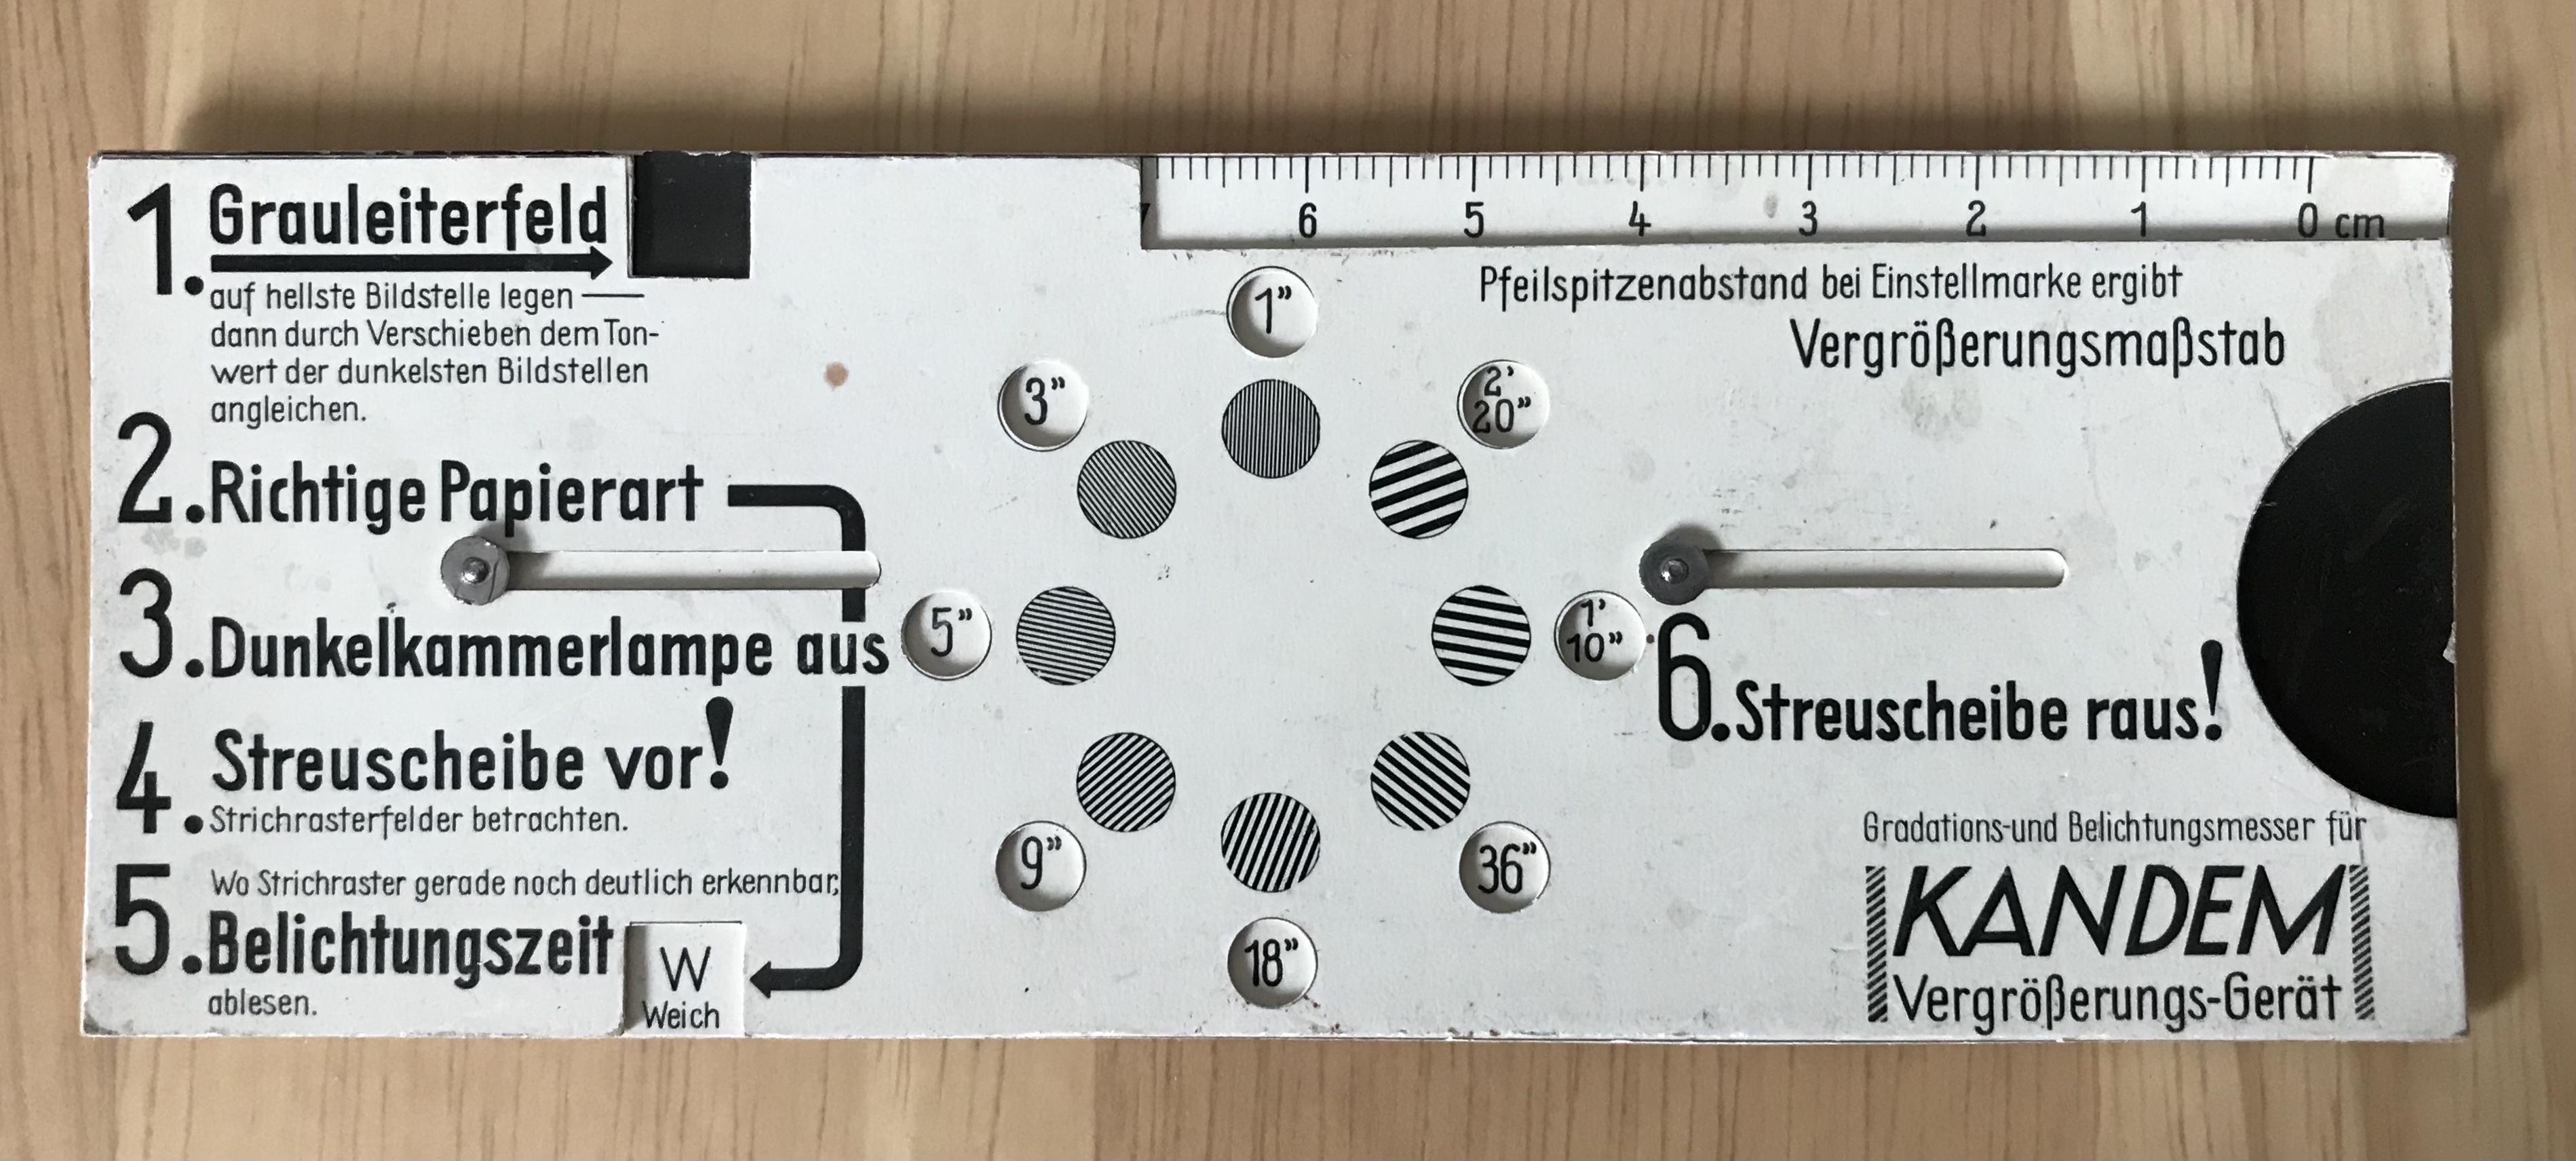 1. Grauleiterfeld
auf hellste Bildstelle legen —
dann durch Verschieben dem Ton-
wert der dunkelsten Bildstellen
angleichen.
2. Richtige Papierart
3. Dunkelkammerlampe aus
4. Streuscheibe vor!
Strichrasterfelder betrachten.
5. Wo Strichraster gerade noch deutlich erkennbar,
Belichtungszeit
ablesen.
W
Weich
1”
3”
2’
20”
5”
1’
10”
9”
36”
18”
7 6 5 4 3 2 1 0 cm
Pfeilspitzenabstand bei Einstellmarke ergibt
Vergrößerungsmaßstab
6. Streuscheibe raus!
Gradations-und Belichtungsmesser für
KANDEM
Vergrößerungs-Gerät